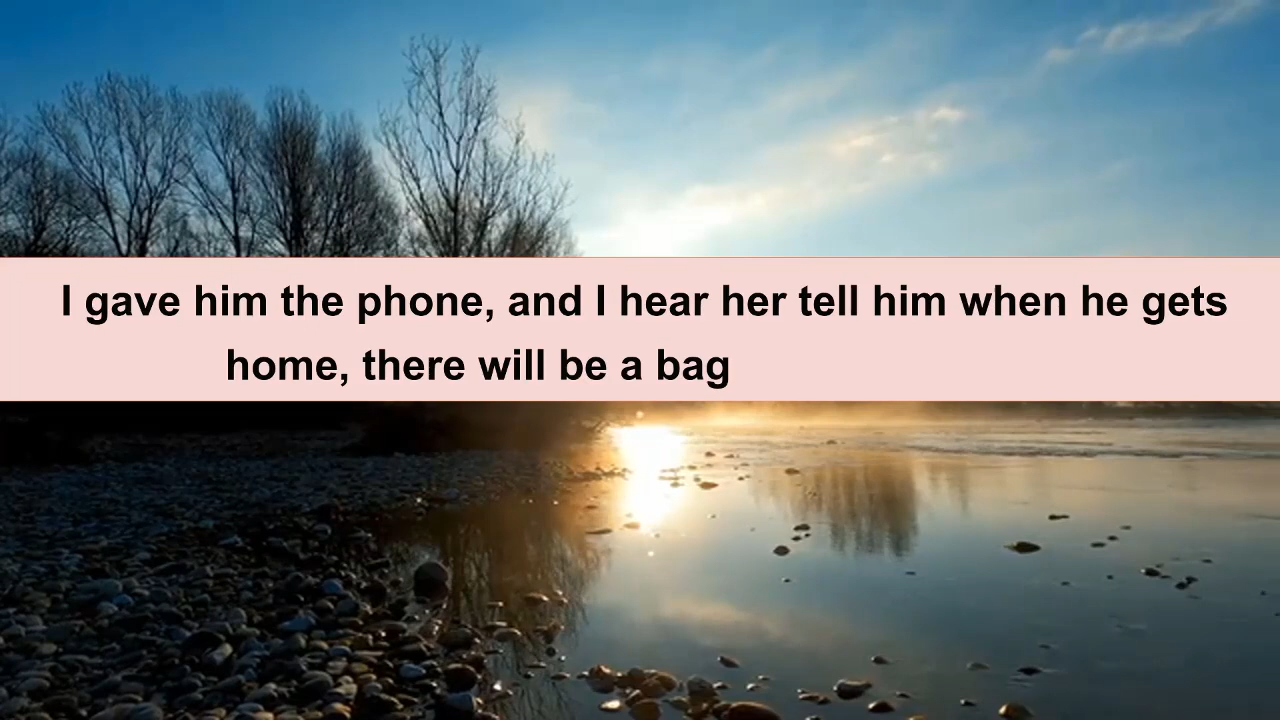 I gave him the phone, and I hear her tell him when he gets
home, there will be a bag